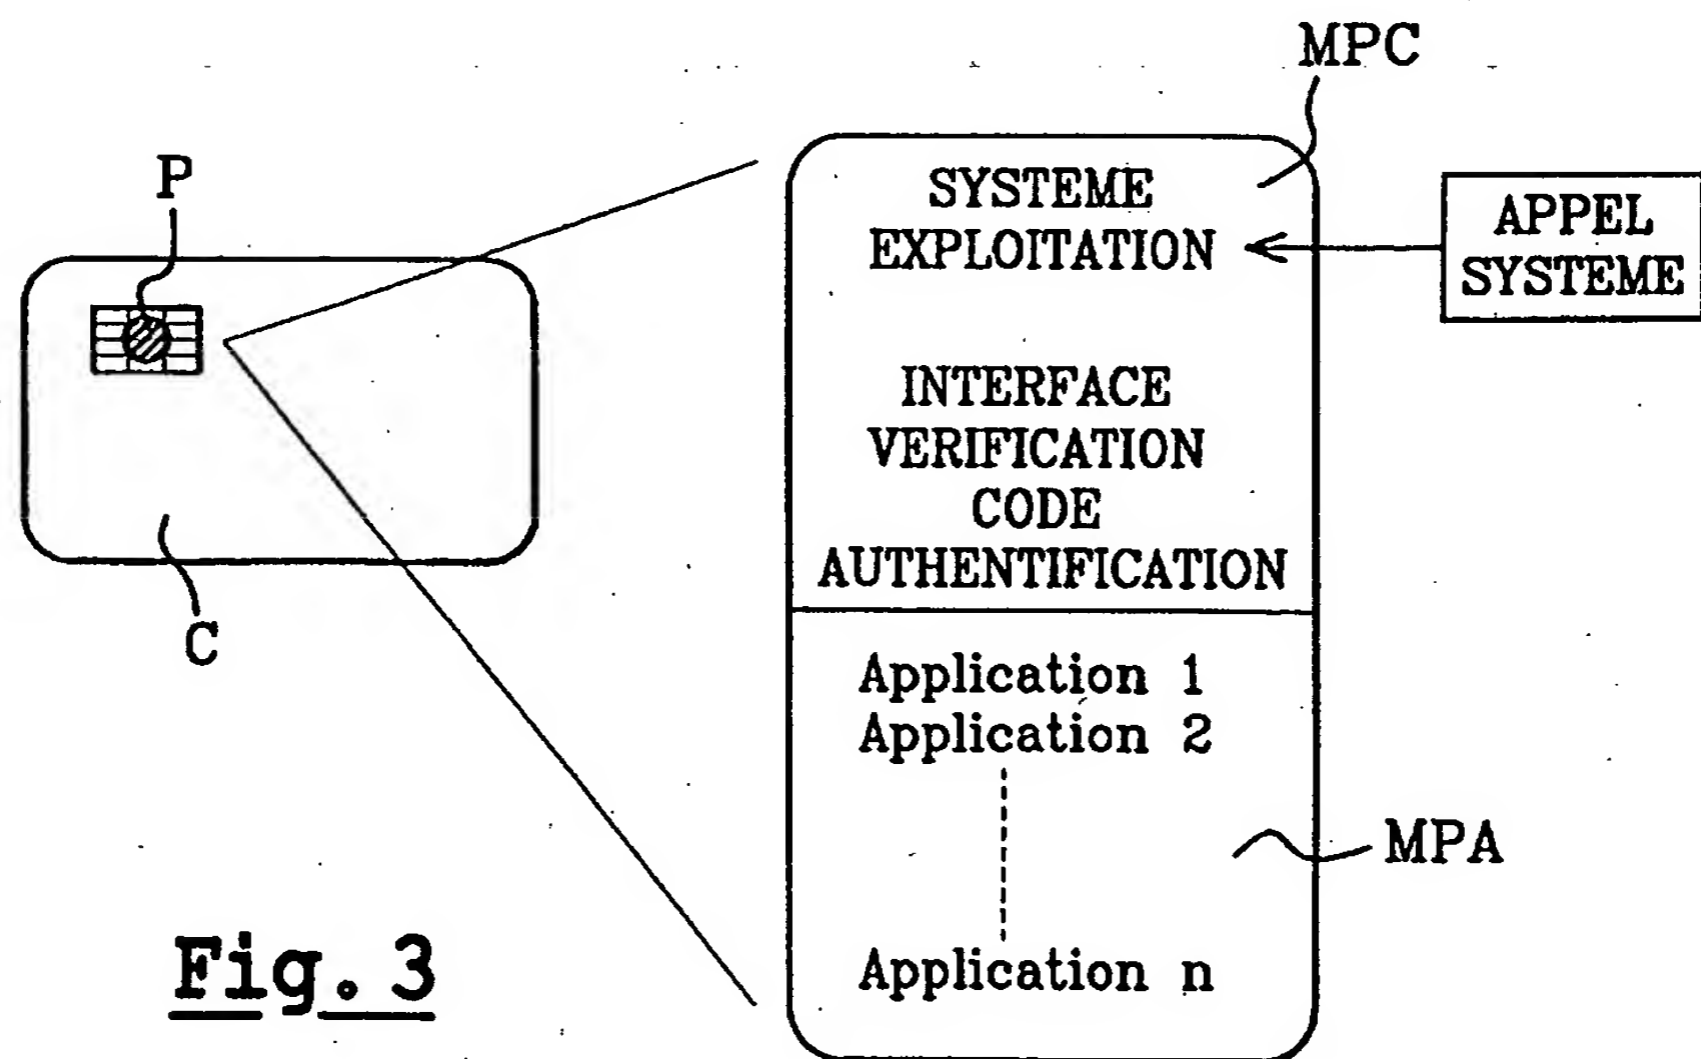 MPC
P
SYSTEME
EXPLOITATION
APPEL
SYSTEME
INTERFACE
VERIFICATION
CODE
AUTHENTIFICATION
C
Application 1
Application 2
MPA
Application n
Fig. 3